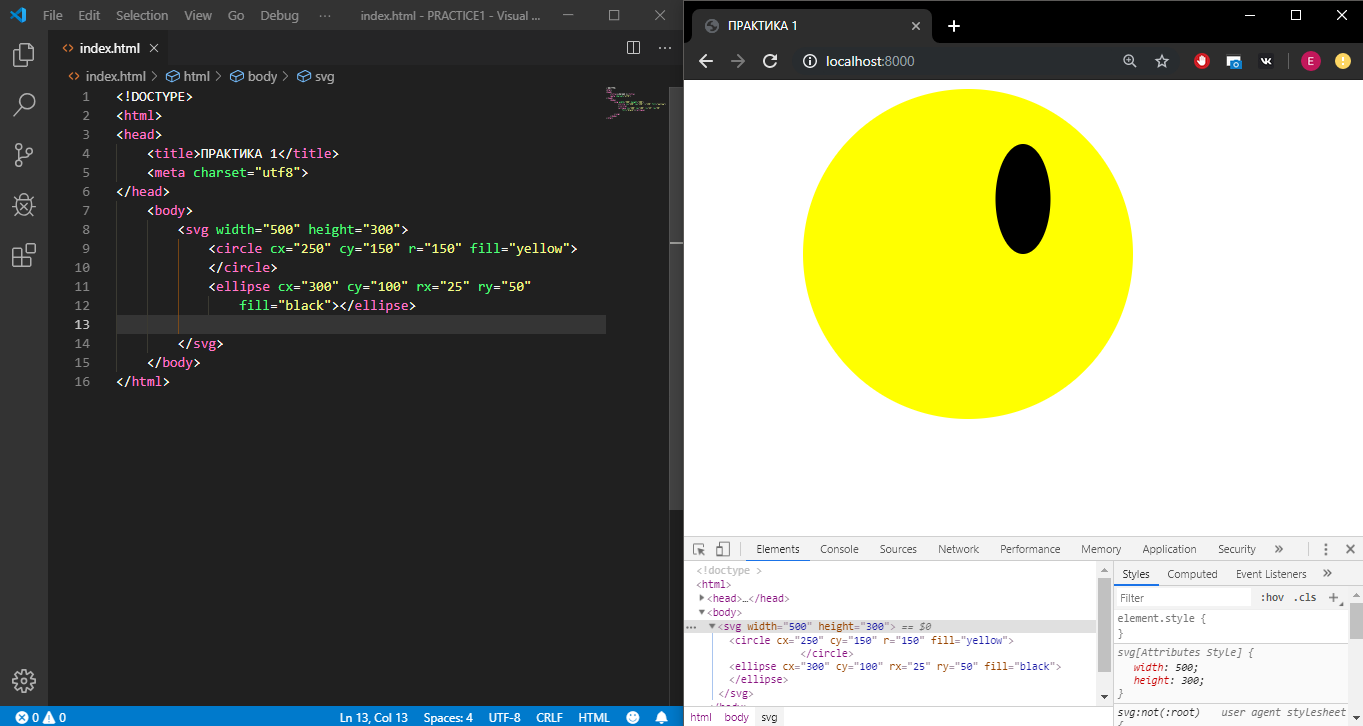 File Edit Selection View Go Debug ··· index.html - PRACTICE1 - Visual ...
index.html
index.html > html > body > svg
1 <!DOCTYPE>
2 <html>
3 <head>
4 <title>ПРАКТИКА 1</title>
5 <meta charset="utf8">
6 </head>
7 <body>
8 <svg width="500" height="300">
9 <circle cx="250" cy="150" r="150" fill="yellow">
10 </circle>
11 <ellipse cx="300" cy="100" rx="25" ry="50"
12 fill="black"></ellipse>
13
14 </svg>
15 </body>
16 </html>
0 0 Ln 13, Col 13 Spaces: 4 UTF-8 CRLF HTML
ПРАКТИКА 1
localhost:8000 E
Elements Console Sources Network Performance Memory Application Security »
<!doctype >
<html>
<head>…</head>
<body>
<svg width="500" height="300"> == $0
<circle cx="250" cy="150" r="150" fill="yellow">
</circle>
<ellipse cx="300" cy="100" rx="25" ry="50" fill="black">
</ellipse>
</svg>
html body svg
Styles Computed Event Listeners »
Filter :hov .cls +
element.style {
}
svg[Attributes Style] {
width: 500;
height: 300;
}
svg:not(:root) user agent stylesheet
{